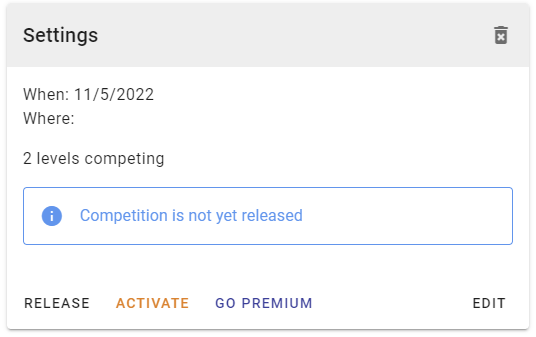 Settings
When: 11/5/2022
Where:
2 levels competing
Competition is not yet released
RELEASE ACTIVATE GO PREMIUM EDIT